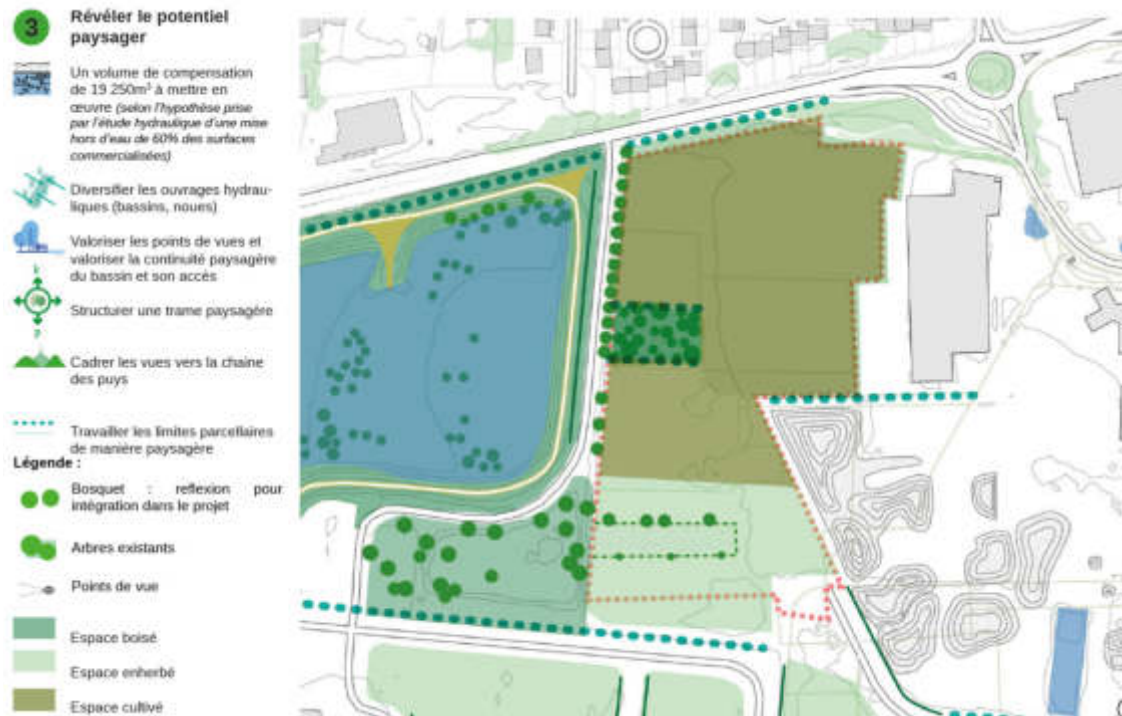 3 Révéler le potentiel
paysager
Un volume de compensation
de 19 250m³ à mettre en
œuvre (selon l'hypothèse prise
par l'étude hydraulique d'une mise
hors d'eau de 60% des surfaces
commercialisées)
Diversifier les ouvrages hydrau-
liques (bassins, noues)
Valoriser les points de vues et
valoriser la continuité paysagère
du bassin et son accès
Structurer une trame paysagère
Cadrer les vues vers la chaine
des puys
Travailler les limites parcellaires
de manière paysagère
Légende :
Bosquet : reflexion pour
intégration dans le projet
Arbres existants
Points de vue
Espace boisé
Espace enherbé
Espace cultivé